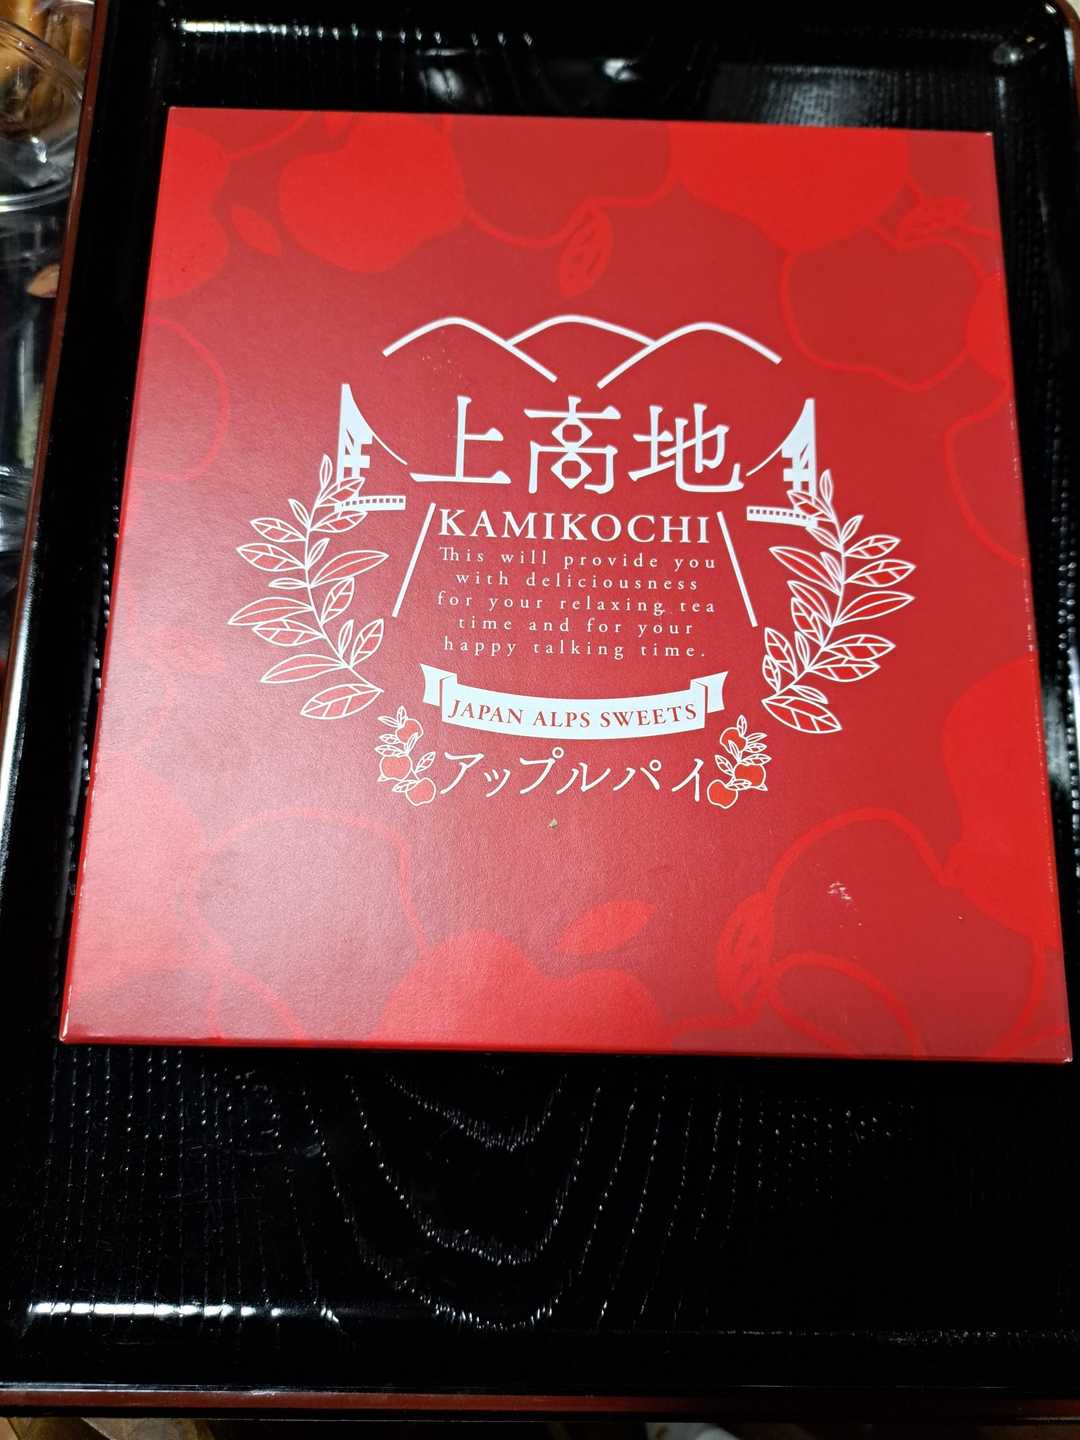 上高地
KAMIKOCHI
This will provide you
with deliciousness
for your relaxing tea
time and for your
happy talking time.
JAPAN ALPS SWEETS
アップルパイ